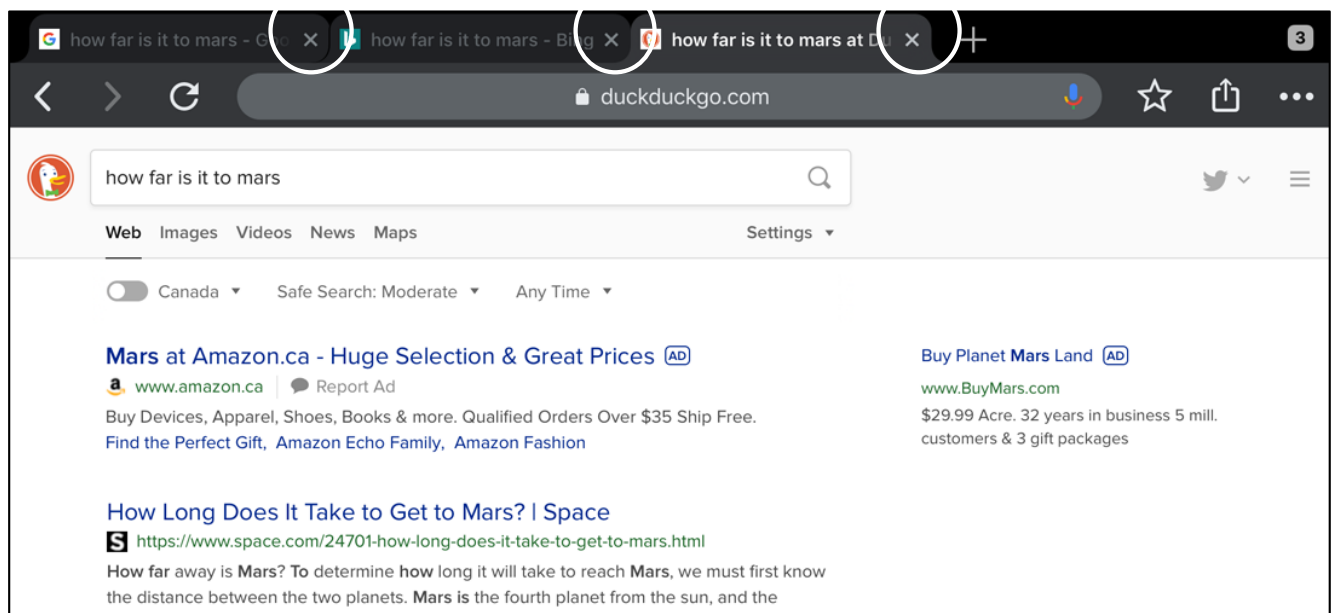 how far is it to mars - Goo
how far is it to mars - Bing
how far is it to mars at Du
3
duckduckgo.com
how far is it to mars
Web Images Videos News Maps Settings
Canada Safe Search: Moderate Any Time
Mars at Amazon.ca - Huge Selection & Great Prices AD
www.amazon.ca Report Ad
Buy Devices, Apparel, Shoes, Books & more. Qualified Orders Over $35 Ship Free.
Find the Perfect Gift, Amazon Echo Family, Amazon Fashion
Buy Planet Mars Land AD
www.BuyMars.com
$29.99 Acre. 32 years in business 5 mill.
customers & 3 gift packages
How Long Does It Take to Get to Mars? | Space
https://www.space.com/24701-how-long-does-it-take-to-get-to-mars.html
How far away is Mars? To determine how long it will take to reach Mars, we must first know
the distance between the two planets. Mars is the fourth planet from the sun, and the